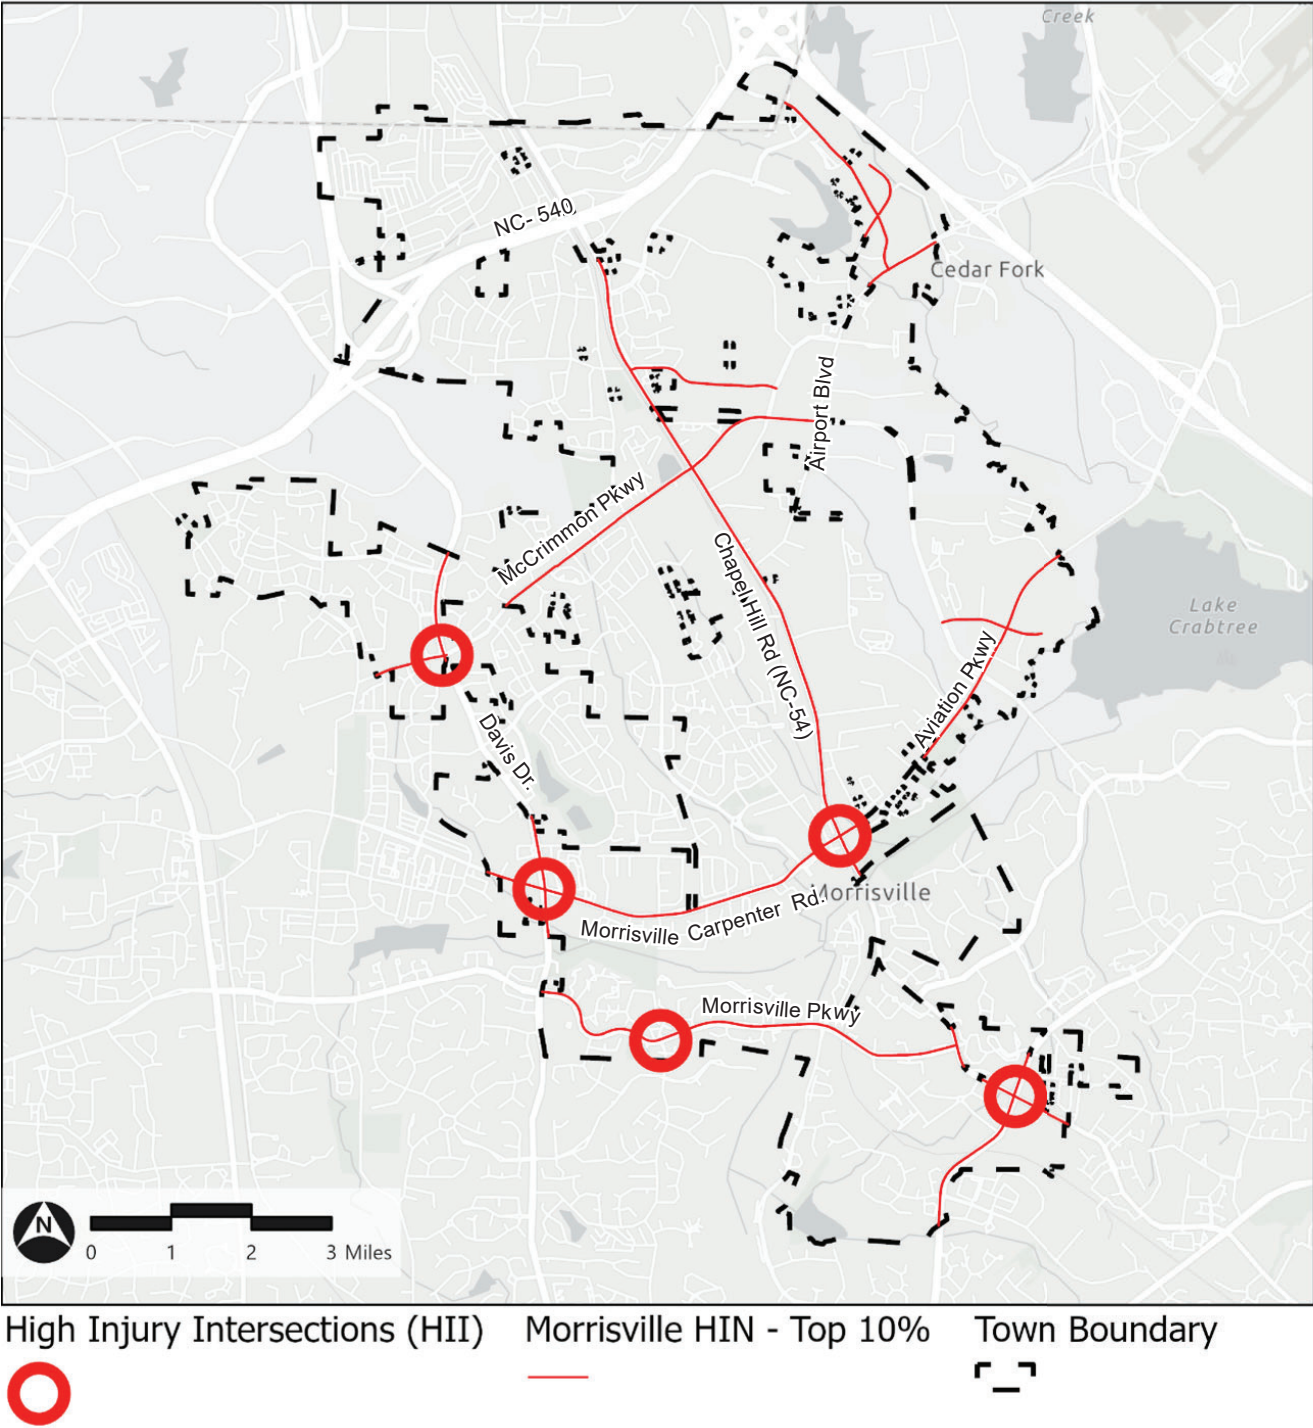 Creek
NC-540
Cedar Fork
Airport Blvd
McCrimmon Pkwy
Chapel Hill Rd (NC-54)
Lake
Crabtree
Aviation Pkwy
Davis Dr.
Morrisville
Morrisville Carpenter Rd.
Morrisville Pkwy
N
0 1 2 3 Miles
High Injury Intersections (HII) Morrisville HIN - Top 10% Town Boundary